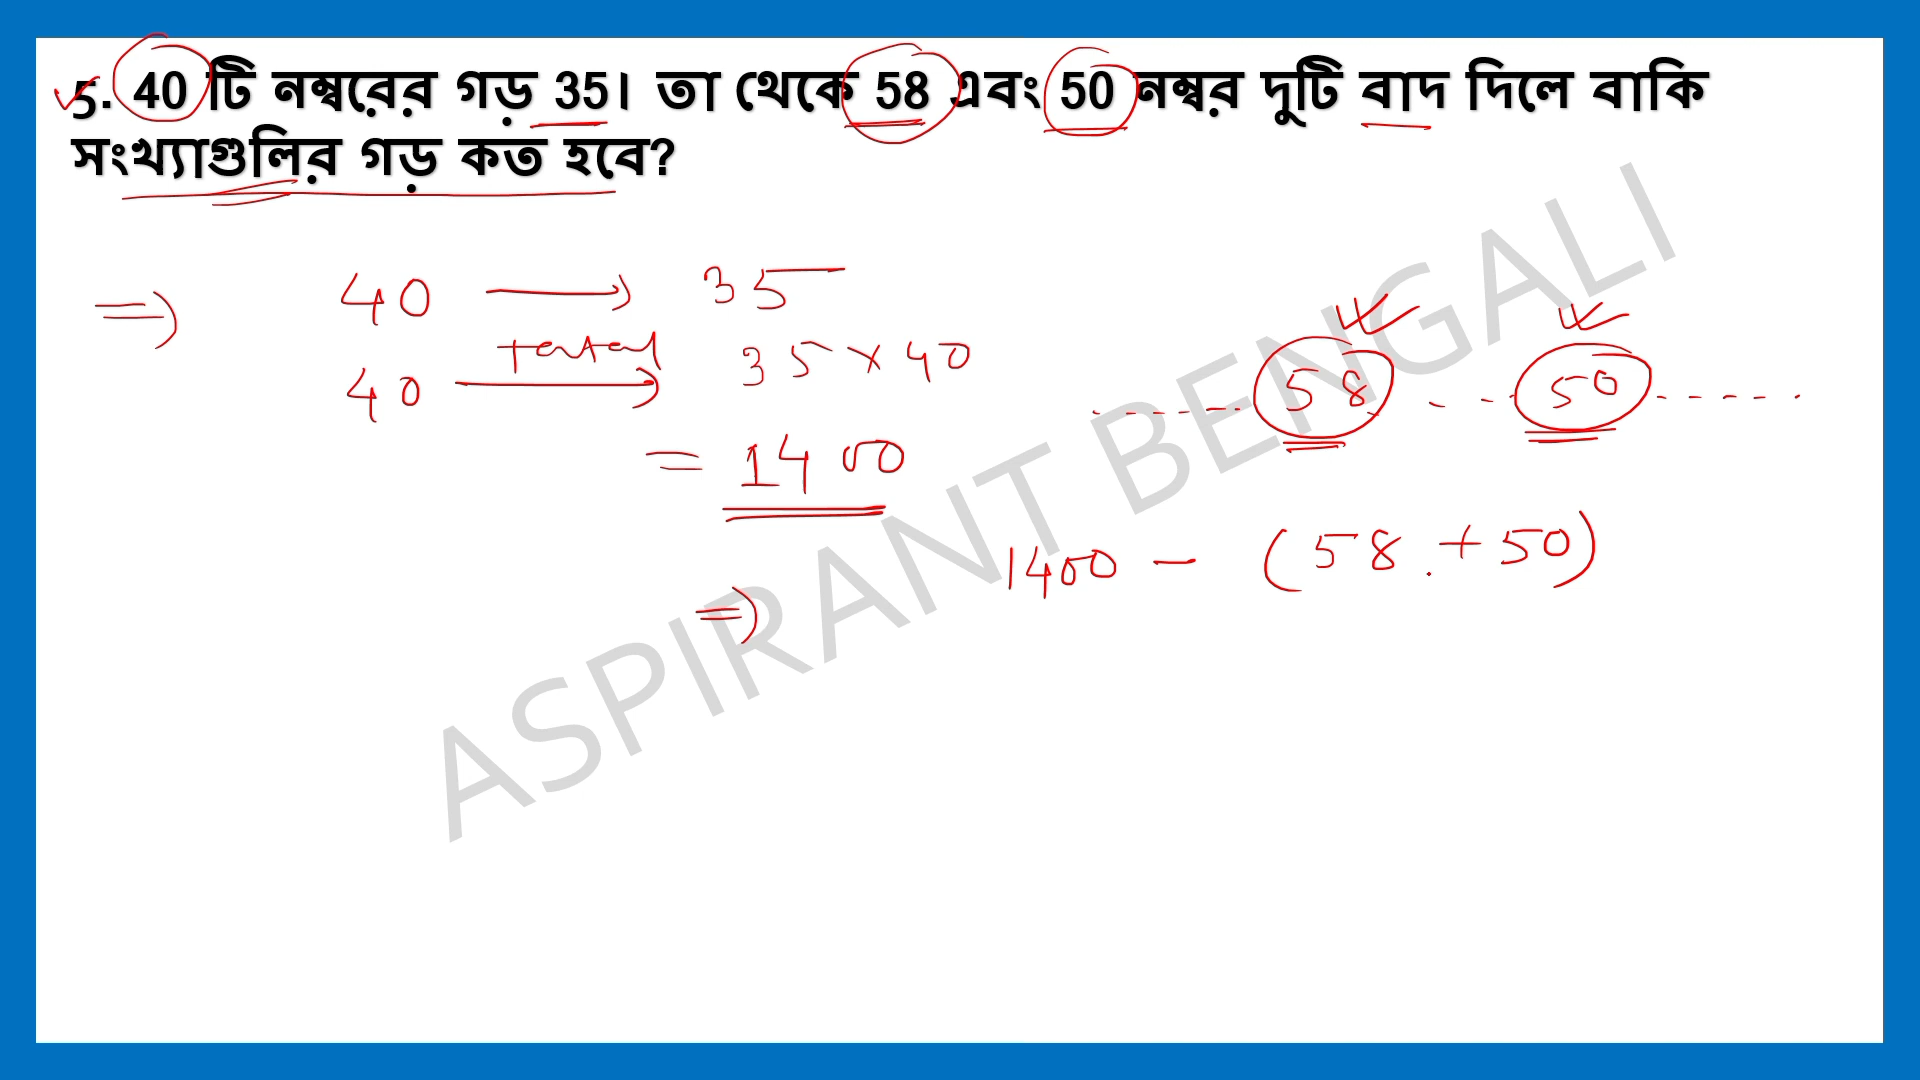 5. 40 টি নম্বরের গড় 35। তা থেকে 58 এবং 50 নম্বর দুটি বাদ দিলে বাকি
সংখ্যাগুলির গড় কত হবে?
=> 40 → 35
40 total → 35 × 40
= 1400
------ 58 --- 50 -----
=> 1400 - (58 + 50)
ASPIRANT BENGALI